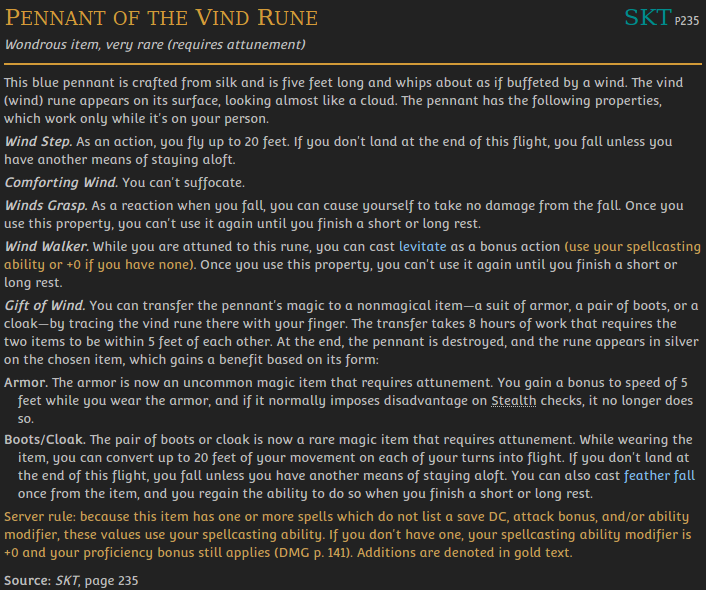 Pennant of the Vind Rune SKT P235
Wondrous item, very rare (requires attunement)
This blue pennant is crafted from silk and is five feet long and whips about as if buffeted by a wind. The vind
(wind) rune appears on its surface, looking almost like a cloud. The pennant has the following properties,
which work only while it's on your person.
Wind Step. As an action, you fly up to 20 feet. If you don't land at the end of this flight, you fall unless you
have another means of staying aloft.
Comforting Wind. You can't suffocate.
Winds Grasp. As a reaction when you fall, you can cause yourself to take no damage from the fall. Once you
use this property, you can't use it again until you finish a short or long rest.
Wind Walker. While you are attuned to this rune, you can cast levitate as a bonus action (use your spellcasting
ability or +0 if you have none). Once you use this property, you can't use it again until you finish a short or
long rest.
Gift of Wind. You can transfer the pennant's magic to a nonmagical item—a suit of armor, a pair of boots, or a
cloak—by tracing the vind rune there with your finger. The transfer takes 8 hours of work that requires the
two items to be within 5 feet of each other. At the end, the pennant is destroyed, and the rune appears in silver
on the chosen item, which gains a benefit based on its form:
Armor. The armor is now an uncommon magic item that requires attunement. You gain a bonus to speed of 5
feet while you wear the armor, and if it normally imposes disadvantage on Stealth checks, it no longer does
so.
Boots/Cloak. The pair of boots or cloak is now a rare magic item that requires attunement. While wearing the
item, you can convert up to 20 feet of your movement on each of your turns into flight. If you don't land at
the end of this flight, you fall unless you have another means of staying aloft. You can also cast feather fall
once from the item, and you regain the ability to do so when you finish a short or long rest.
Server rule: because this item has one or more spells which do not list a save DC, attack bonus, and/or ability
modifier, these values use your spellcasting ability. If you don't have one, your spellcasting ability modifier is
+0 and your proficiency bonus still applies (DMG p. 141). Additions are denoted in gold text.
Source: SKT, page 235